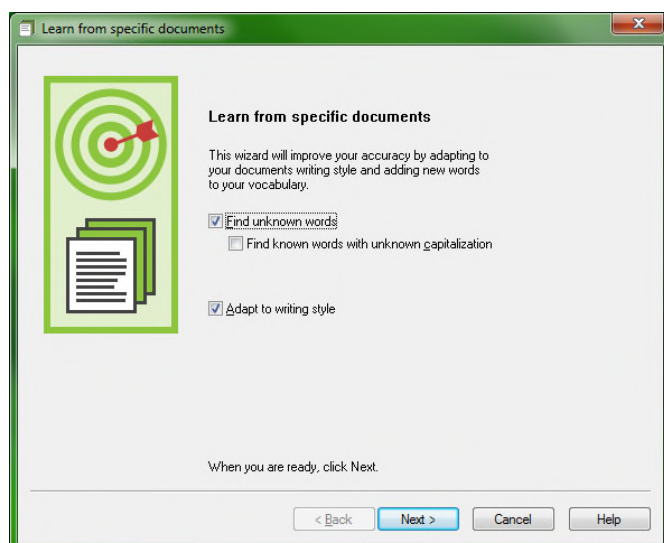 Learn from specific documents
Learn from specific documents
This wizard will improve your accuracy by adapting to
your documents writing style and adding new words
to your vocabulary.
Find unknown words
Find known words with unknown capitalization
Adapt to writing style
When you are ready, click Next.
< Back Next > Cancel Help